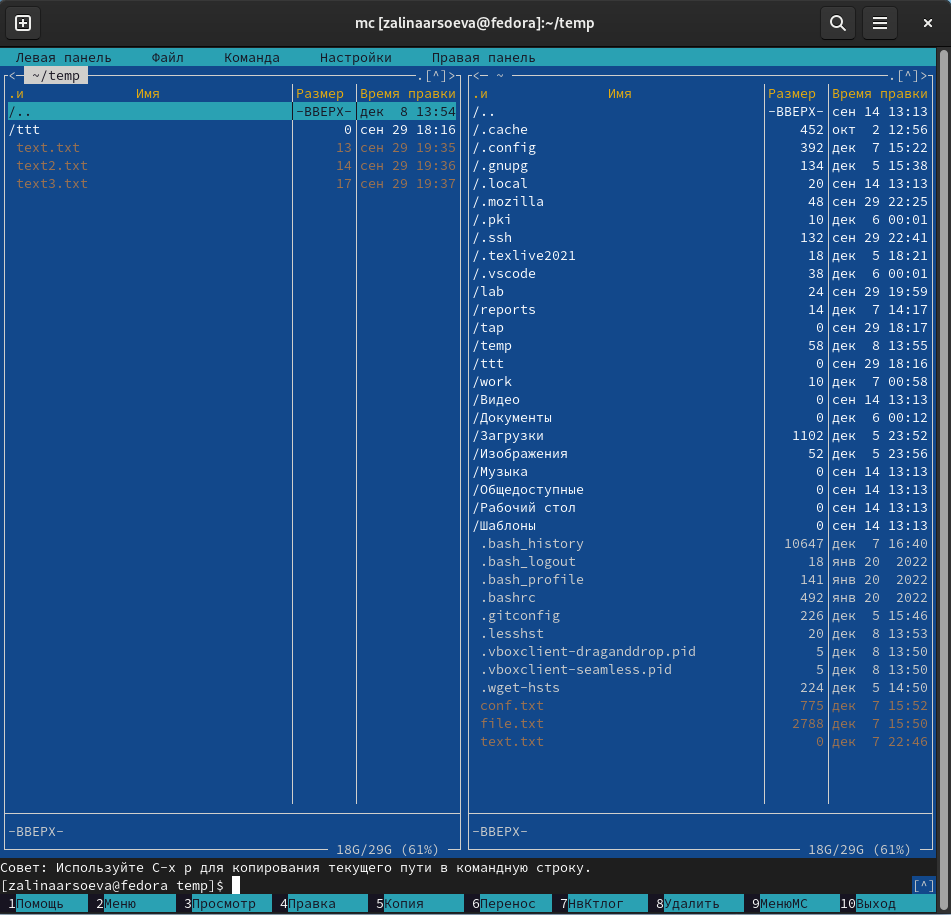 mc [zalinaarsoeva@fedora]:~/temp
Левая панель Файл Команда Настройки Правая панель
<─ ~/temp .[^]>
.и Имя Размер Время правки
/.. -ВВЕРХ- дек 8 13:54
/ttt 0 сен 29 18:16
text.txt 13 сен 29 19:35
text2.txt 14 сен 29 19:36
text3.txt 17 сен 29 19:37
-ВВЕРХ-
18G/29G (61%)
<─ ~ .[^]>
.и Имя Размер Время правки
/.. -ВВЕРХ- сен 14 13:13
/.cache 452 окт 2 12:56
/.config 392 дек 7 15:22
/.gnupg 134 дек 5 15:38
/.local 20 сен 14 13:13
/.mozilla 48 сен 29 22:25
/.pki 10 дек 6 00:01
/.ssh 132 сен 29 22:41
/.texlive2021 18 дек 5 18:21
/.vscode 38 дек 6 00:01
/lab 24 сен 29 19:59
/reports 14 дек 7 14:17
/tap 0 сен 29 18:17
/temp 58 дек 8 13:55
/ttt 0 сен 29 18:16
/work 10 дек 7 00:58
/Видео 0 сен 14 13:13
/Документы 0 дек 6 00:12
/Загрузки 1102 дек 5 23:52
/Изображения 52 дек 5 23:56
/Музыка 0 сен 14 13:13
/Общедоступные 0 сен 14 13:13
/Рабочий стол 0 сен 14 13:13
/Шаблоны 0 сен 14 13:13
.bash_history 10647 дек 7 16:40
.bash_logout 18 янв 20 2022
.bash_profile 141 янв 20 2022
.bashrc 492 янв 20 2022
.gitconfig 226 дек 5 15:46
.lesshst 20 дек 8 13:53
.vboxclient-draganddrop.pid 5 дек 8 13:50
.vboxclient-seamless.pid 5 дек 8 13:50
.wget-hsts 224 дек 5 14:50
conf.txt 775 дек 7 15:52
file.txt 2788 дек 7 15:50
text.txt 0 дек 7 22:46
-ВВЕРХ-
18G/29G (61%)
Совет: Используйте C-x p для копирования текущего пути в командную строку.
[zalinaarsoeva@fedora temp]$ [^]
1Помощь 2Меню 3Просмотр 4Правка 5Копия 6Перенос 7НвКтлог 8Удалить 9МенюМС 10Выход